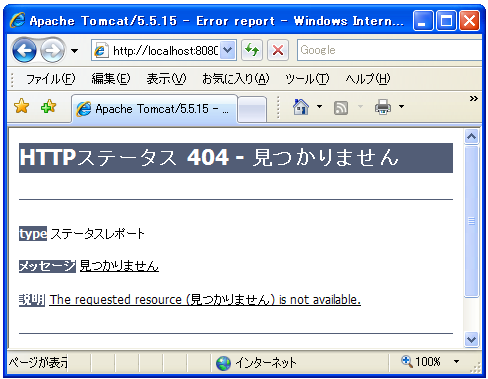 Apache Tomcat/5.5.15 - Error report - Windows Intern...
http://localhost:8080
Google
ファイル(F) 編集(E) 表示(V) お気に入り(A) ツール(T) ヘルプ(H)
Apache Tomcat/5.5.15 - ...
HTTPステータス 404 - 見つかりません
type ステータスレポート
メッセージ 見つかりません
説明 The requested resource (見つかりません) is not available.
ページが表示 インターネット 100%